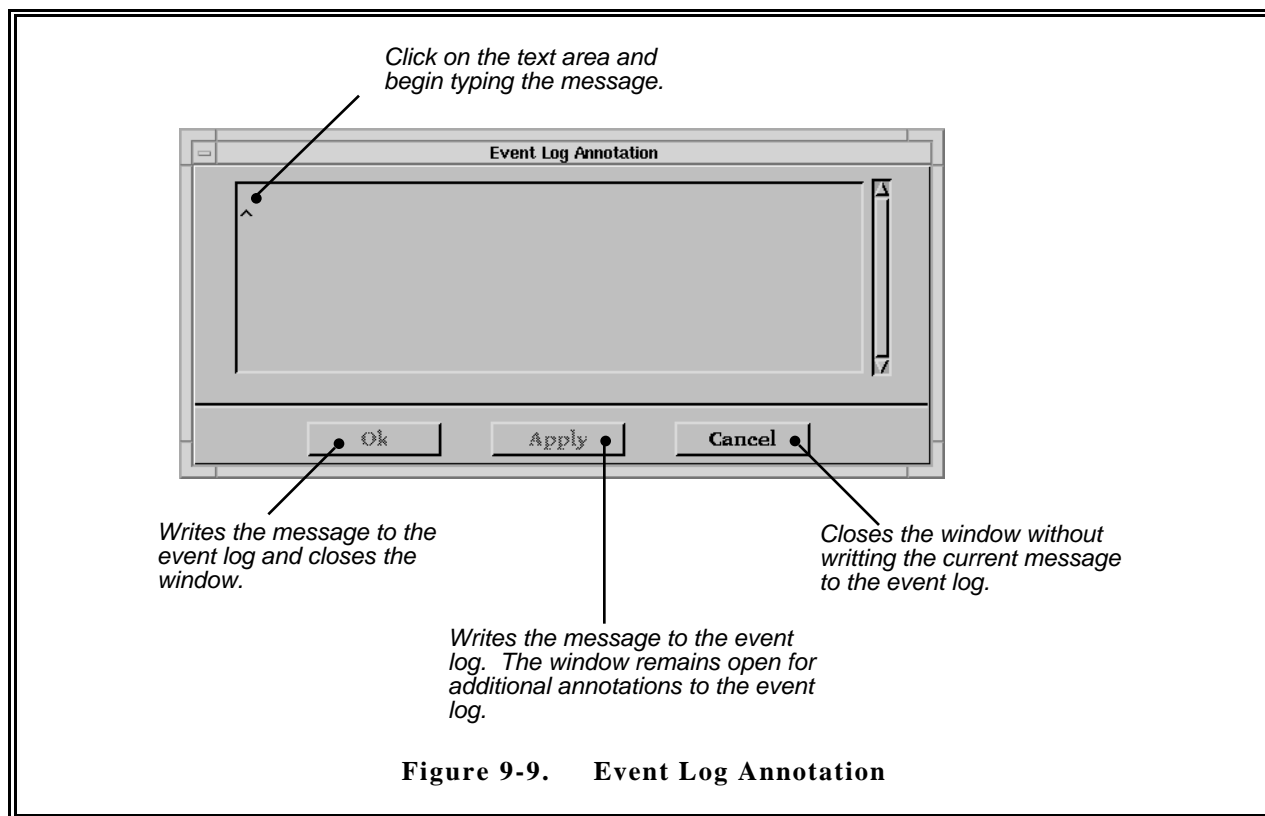 Click on the text area and
begin typing the message.
Event Log Annotation
^
Ok
Apply
Cancel
Writes the message to the
event log and closes the
window.
Closes the window without
writting the current message
to the event log.
Writes the message to the event
log. The window remains open for
additional annotations to the event
log.
Figure 9-9. Event Log Annotation